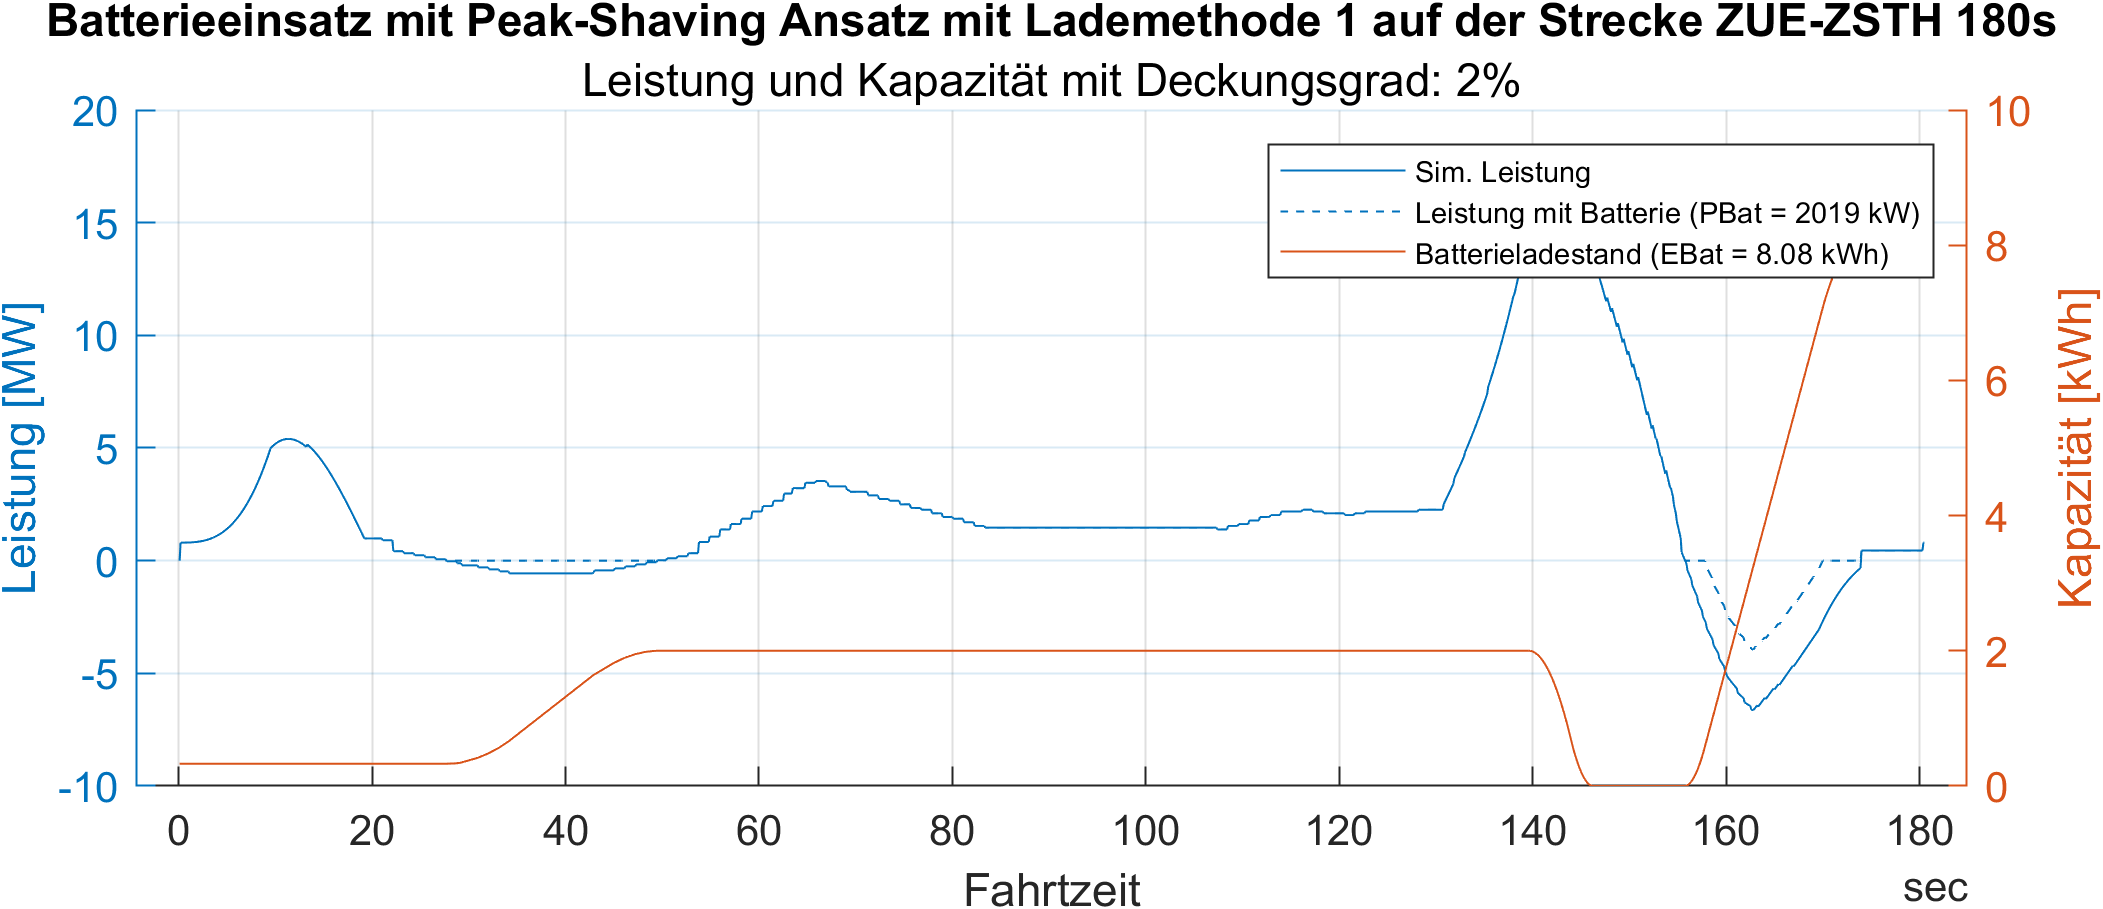 Batterieeinsatz mit Peak-Shaving Ansatz mit Lademethode 1 auf der Strecke ZUE-ZSTH 180s
Leistung und Kapazität mit Deckungsgrad: 2%
Leistung [MW]
20
15
10
5
0
-5
-10
Sim. Leistung
Leistung mit Batterie (PBat = 2019 kW)
Batterieladestand (EBat = 8.08 kWh)
10
8
6
4
2
0
Kapazität [kWh]
0 20 40 60 80 100 120 140 160 180
Fahrtzeit
sec